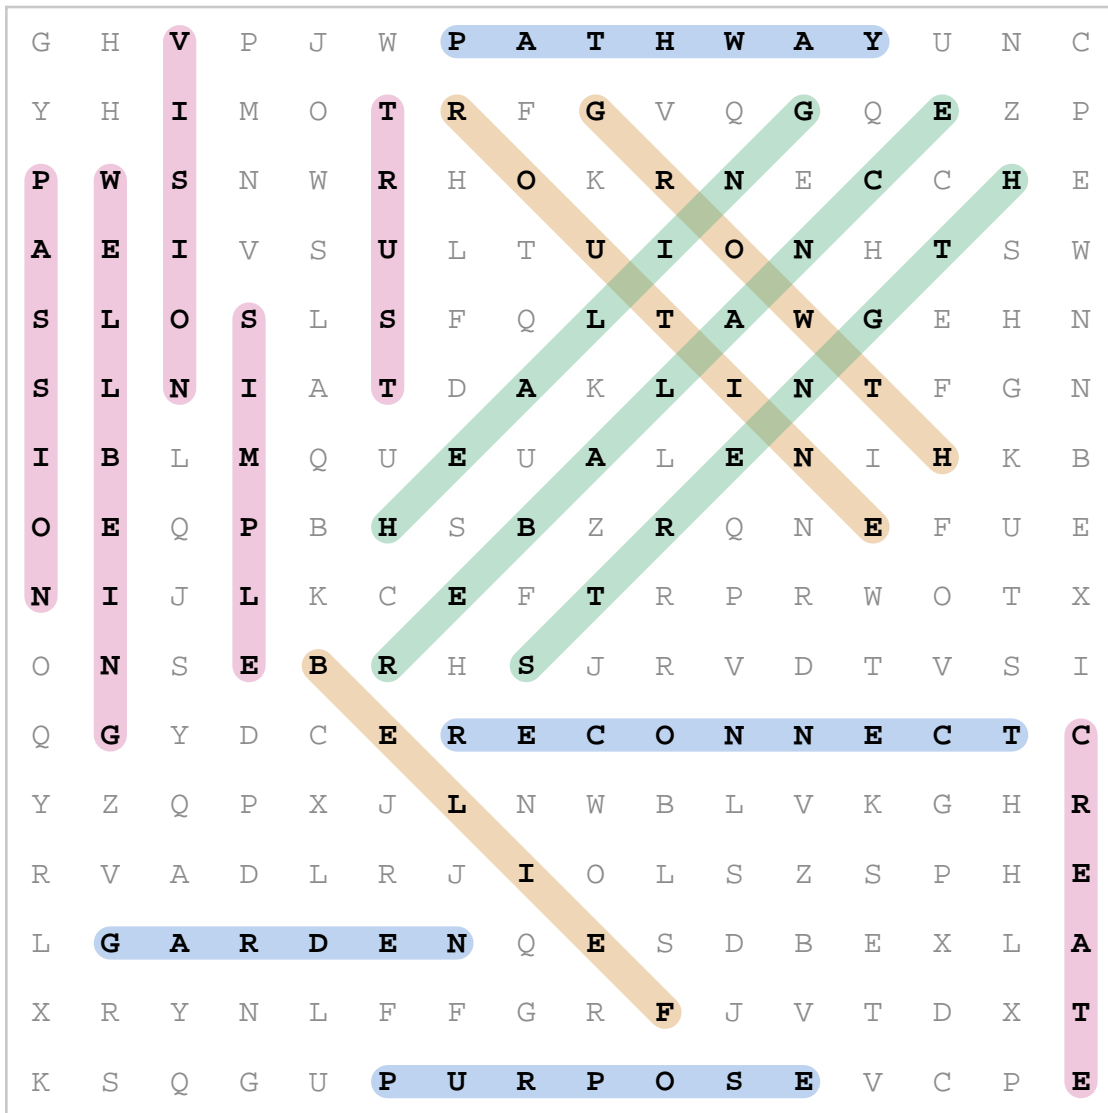 G H V P J W P A T H W A Y U N C
Y H I M O T R F G V Q G Q E Z P
P W S N W R H O K R N E C C H E
A E I V S U L T U I O N H T S W
S L O S L S F Q L T A W G E H N
S L N I A T D A K L I N T F G N
I B L M Q U E U A L E N I H K B
O E Q P B H S B Z R Q N E F U E
N I J L K C E F T R P R W O T X
O N S E B R H S J R V D T V S I
Q G Y D C E R E C O N N E C T C
Y Z Q P X J L N W B L V K G H R
R V A D L R J I O L S Z S P H E
L G A R D E N Q E S D B E X L A
X R Y N L F F G R F J V T D X T
K S Q G U P U R P O S E V C P E